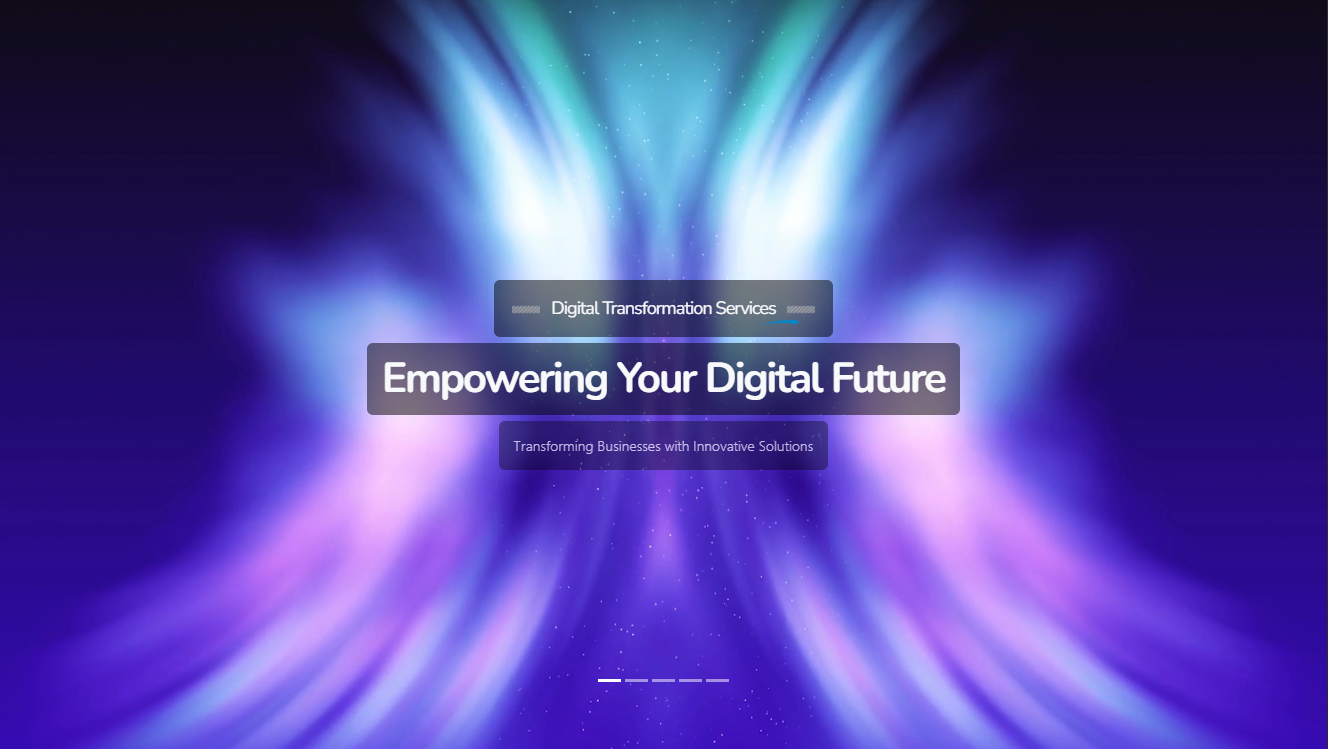 Digital Transformation Services
Empowering Your Digital Future
Transforming Businesses with Innovative Solutions